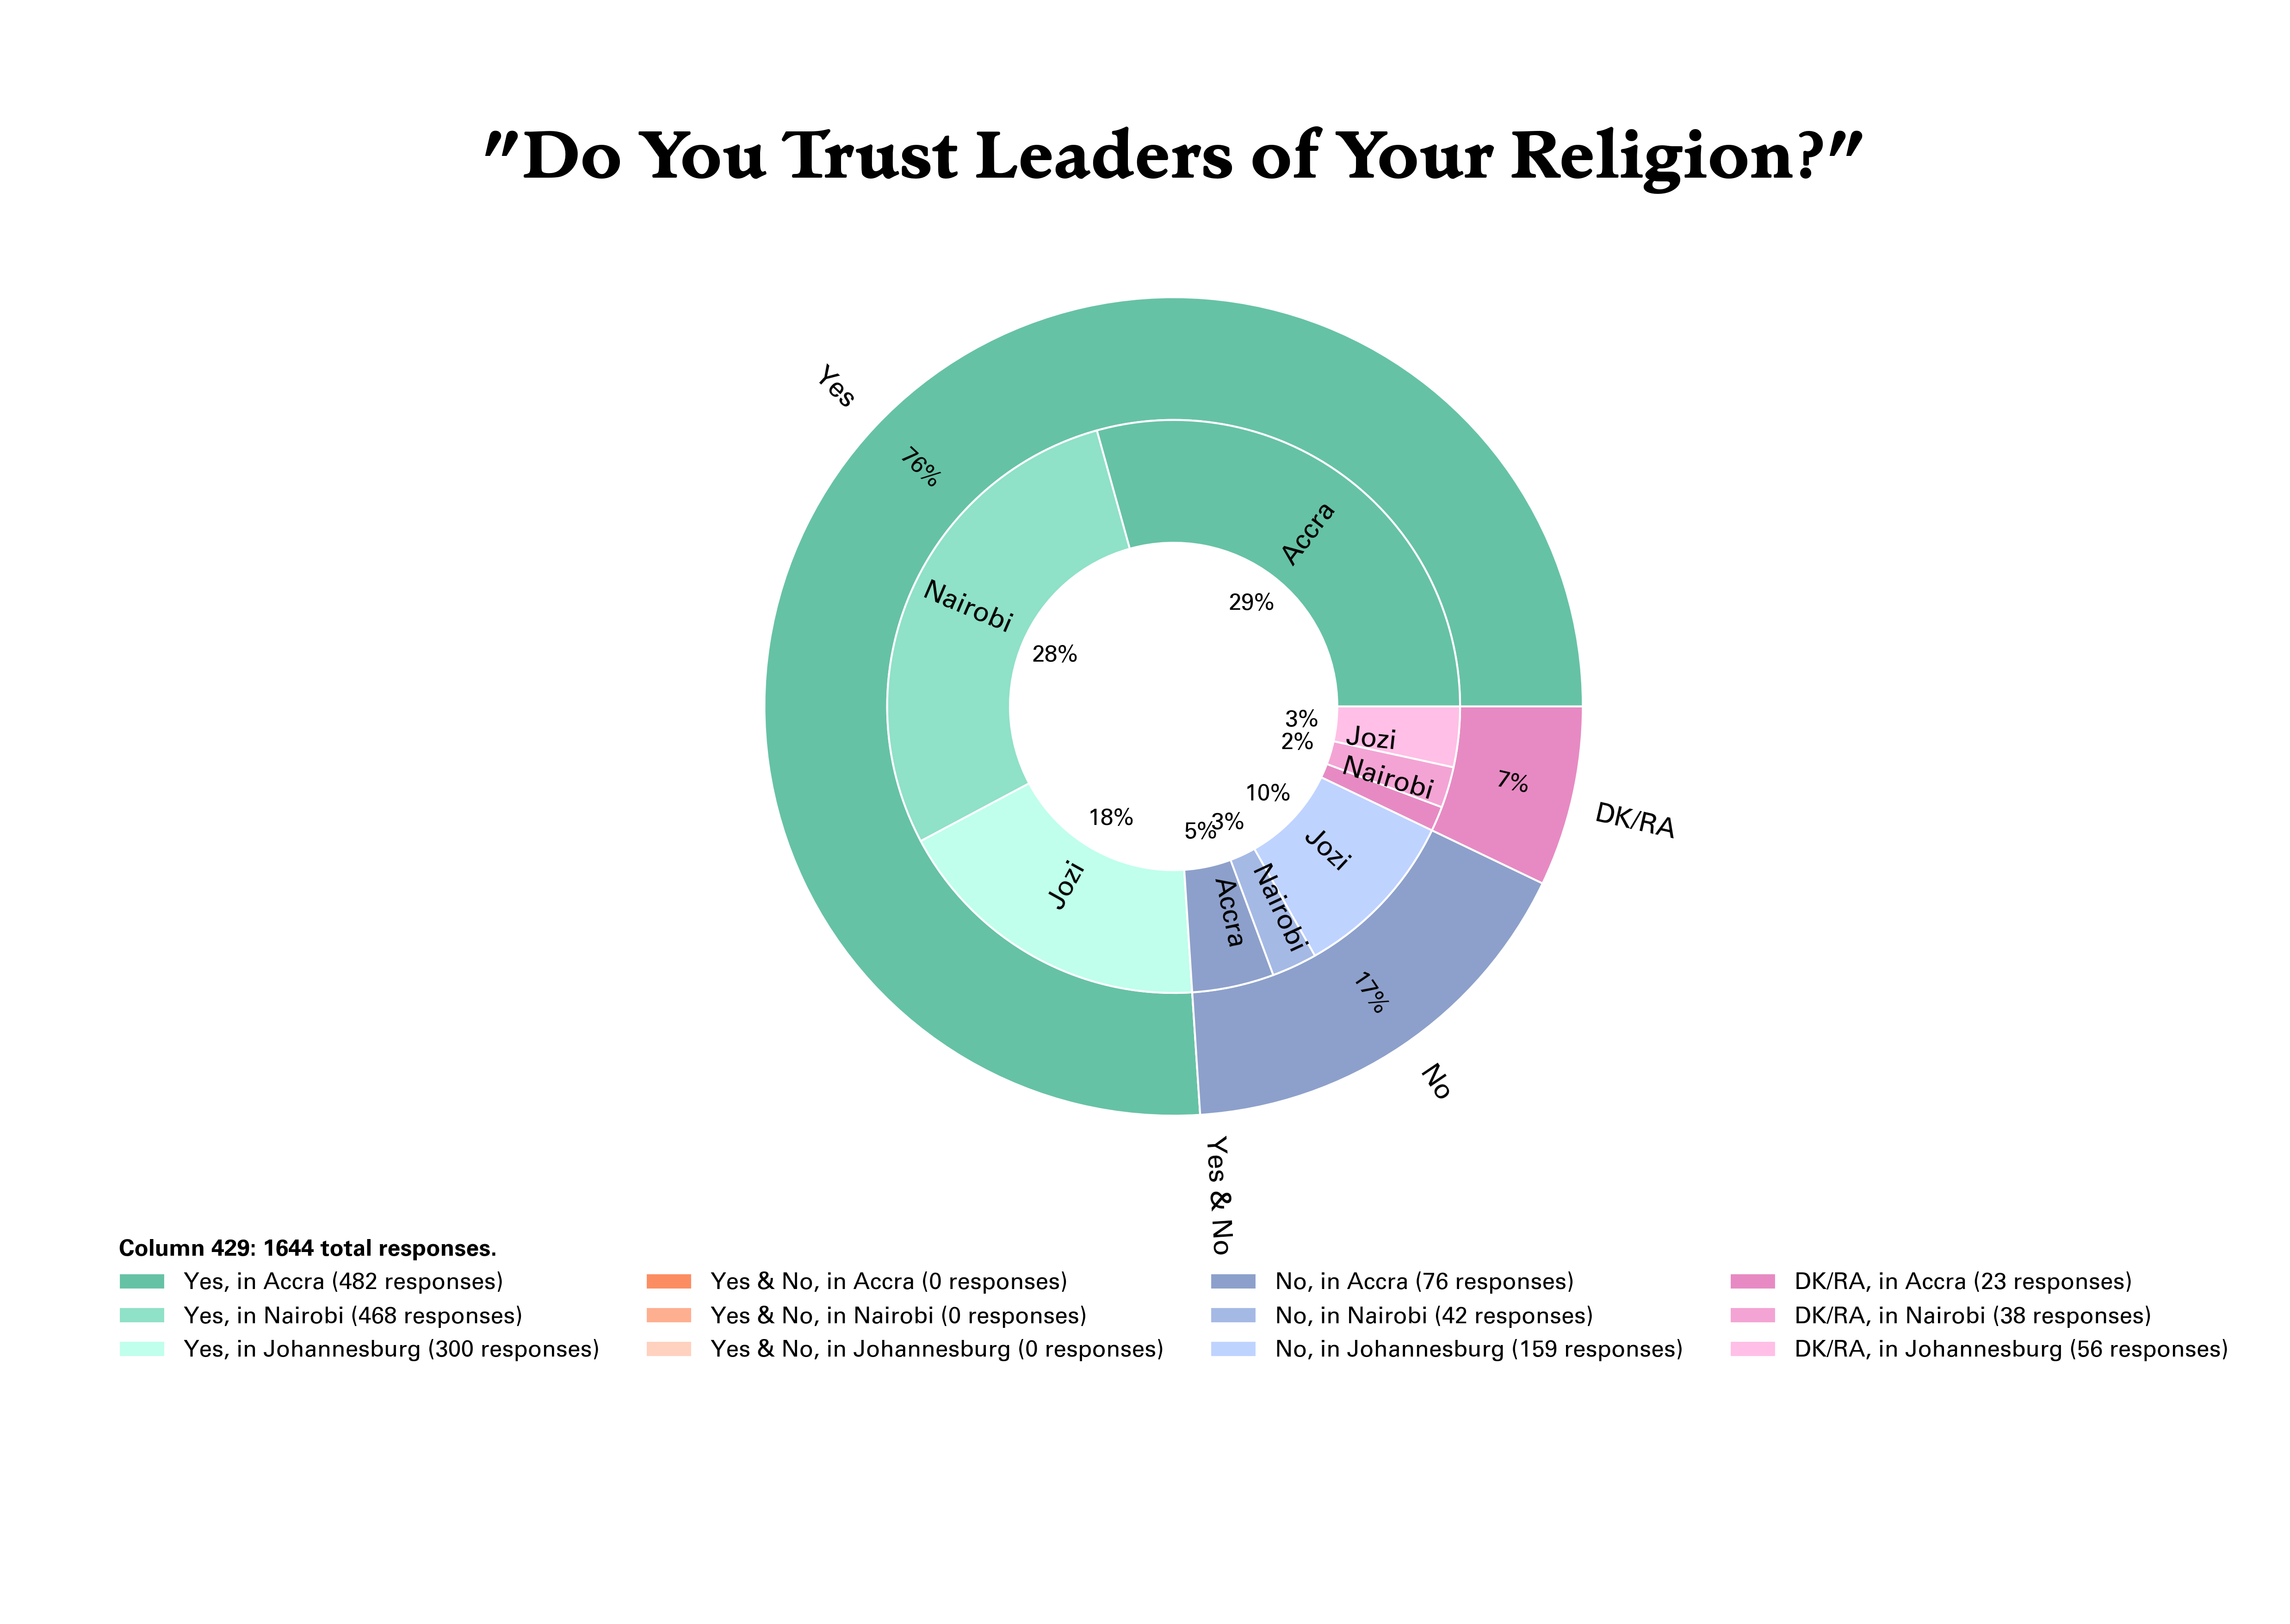 "Do You Trust Leaders of Your Religion?"
Yes
76%
Accra
29%
Nairobi
28%
Jozi
18%
3%
Jozi
2%
Nairobi
7%
DK/RA
10%
Jozi
3%
Nairobi
5%
Accra
17%
No
Yes & No
Column 429: 1644 total responses.
Yes, in Accra (482 responses)
Yes, in Nairobi (468 responses)
Yes, in Johannesburg (300 responses)
Yes & No, in Accra (0 responses)
Yes & No, in Nairobi (0 responses)
Yes & No, in Johannesburg (0 responses)
No, in Accra (76 responses)
No, in Nairobi (42 responses)
No, in Johannesburg (159 responses)
DK/RA, in Accra (23 responses)
DK/RA, in Nairobi (38 responses)
DK/RA, in Johannesburg (56 responses)